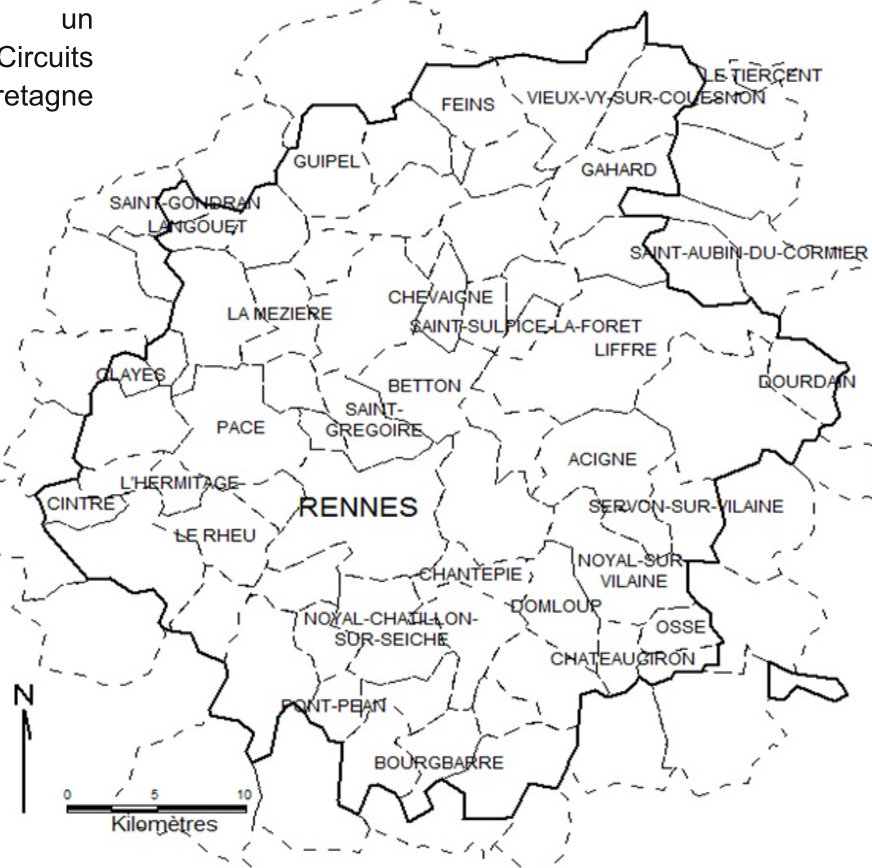 un
Circuits
retagne
LE TIERCENT
FEINS
VIEUX-VY-SUR-COUESNON
GUIPEL
GAHARD
SAINT-GONDRAN
LANGOUET
SAINT-AUBIN-DU-CORMIER
CHEVAIGNE
LA MEZIERE
SAINT-SULPICE-LA-FORET
LIFFRE
CLAYES
BETTON
DOURDAIN
SAINT-
GREGOIRE
PACE
ACIGNE
L'HERMITAGE
CINTRE
RENNES
SERVON-SUR-VILAINE
LE RHEU
NOYAL-SUR-
VILAINE
CHANTEPIE
DOMLOUP
NOYAL-CHATILLON-
SUR-SEICHE
OSSE
CHATEAUGIRON
N
PONT-PEAN
BOURGBARRE
0 5 10
Kilomètres